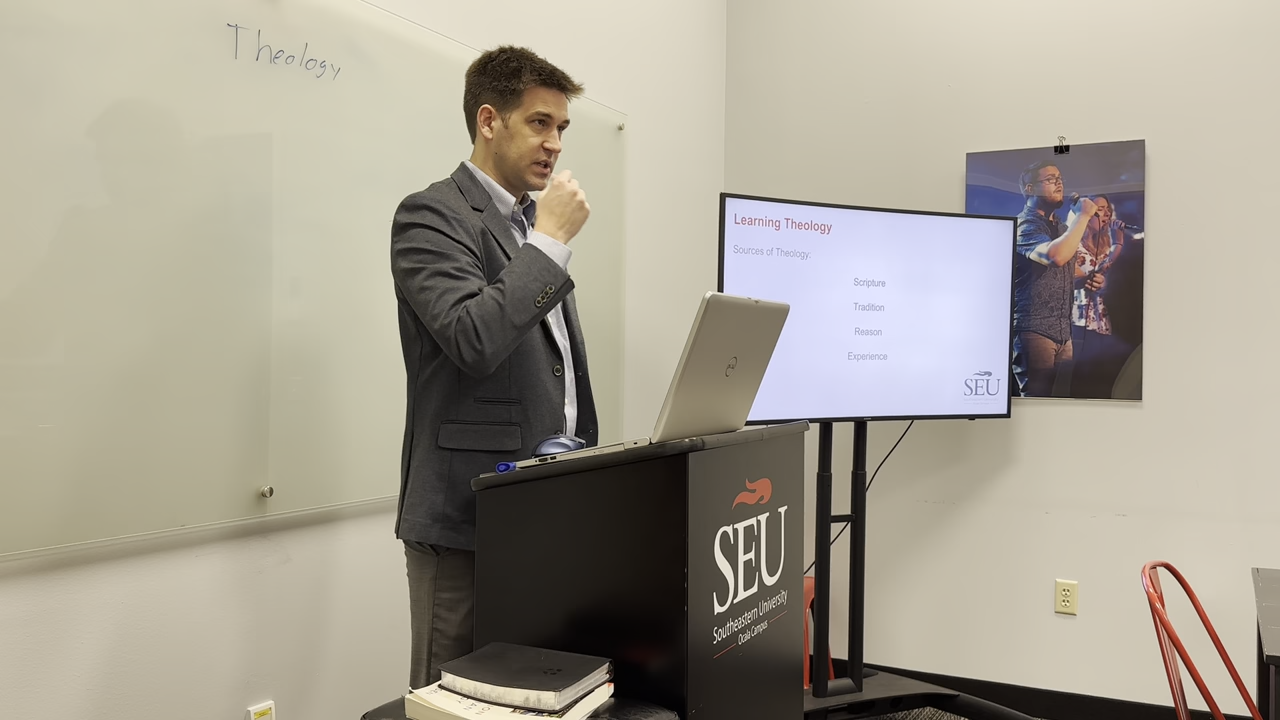 Theology
Learning Theology
Sources of Theology:
Scripture
Tradition
Reason
Experience
SEU
SEU
Southeastern University
Ocala Campus